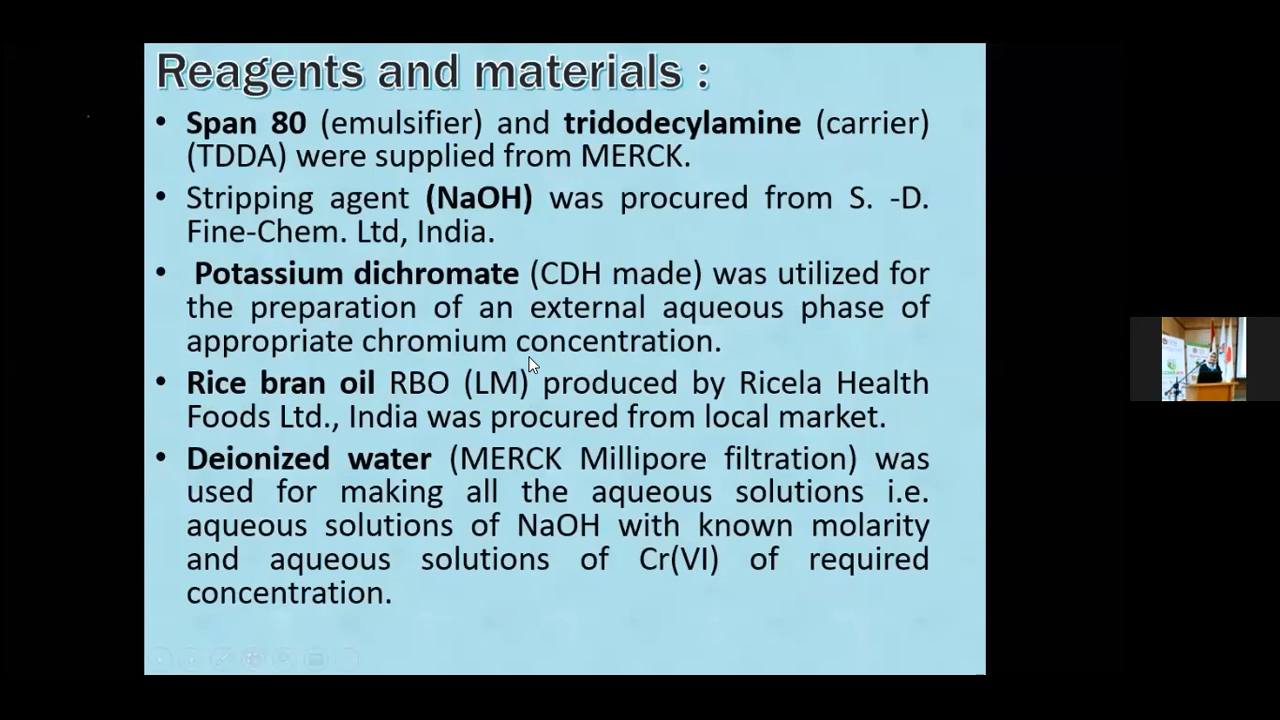 Reagents and materials :
• Span 80 (emulsifier) and tridodecylamine (carrier)
(TDDA) were supplied from MERCK.
• Stripping agent (NaOH) was procured from S. -D.
Fine-Chem. Ltd, India.
• Potassium dichromate (CDH made) was utilized for
the preparation of an external aqueous phase of
appropriate chromium concentration.
• Rice bran oil RBO (LM) produced by Ricela Health
Foods Ltd., India was procured from local market.
• Deionized water (MERCK Millipore filtration) was
used for making all the aqueous solutions i.e.
aqueous solutions of NaOH with known molarity
and aqueous solutions of Cr(VI) of required
concentration.